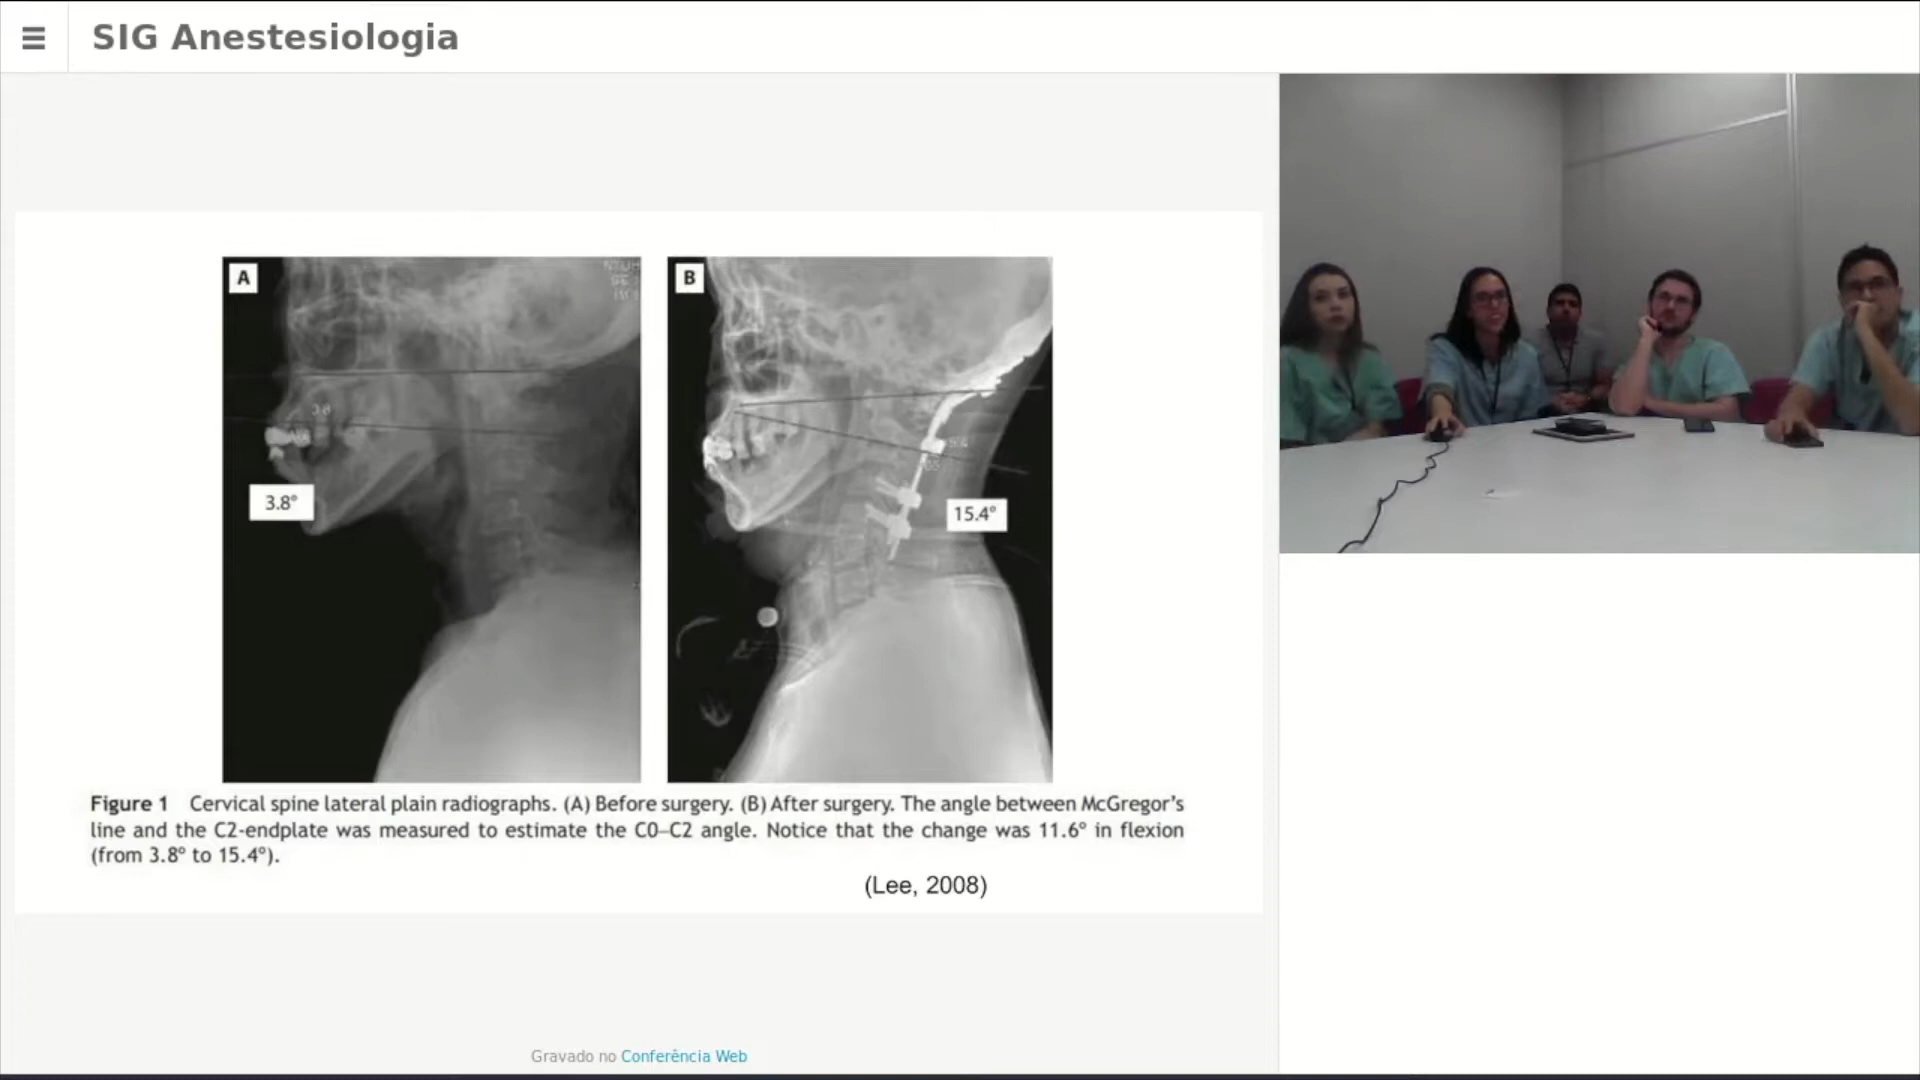 SIG Anestesiologia
A
B
3.8°
15.4°
Figure 1 Cervical spine lateral plain radiographs. (A) Before surgery. (B) After surgery. The angle between McGregor's
line and the C2-endplate was measured to estimate the C0–C2 angle. Notice that the change was 11.6° in flexion
(from 3.8° to 15.4°).
(Lee, 2008)
Gravado no Conferência Web